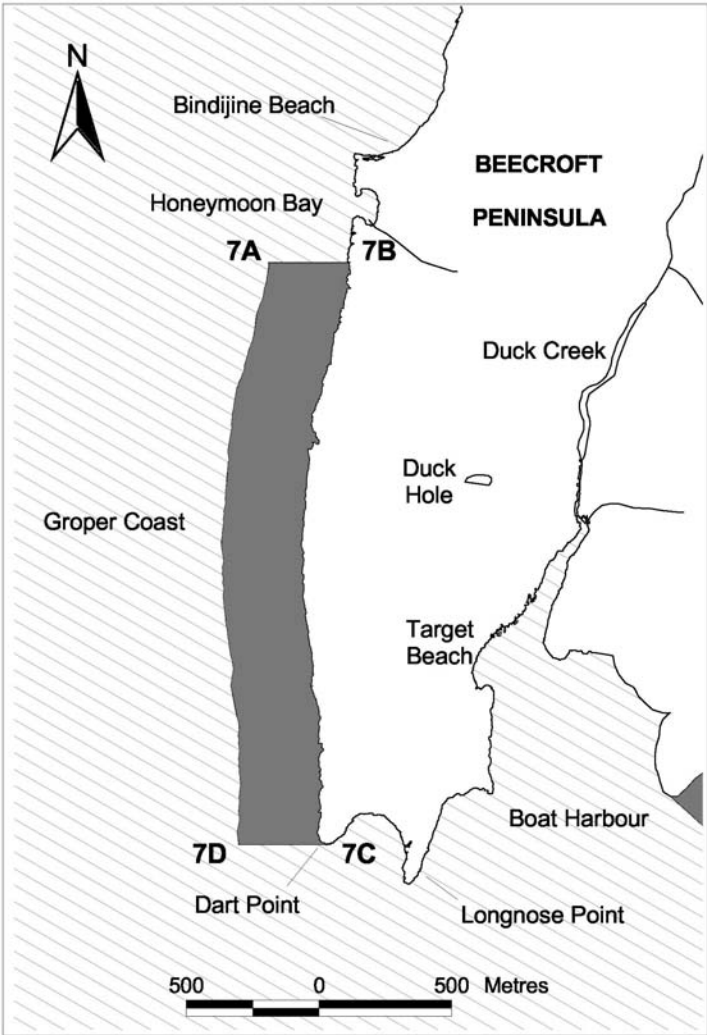 N
Bindijine Beach
BEECROFT
Honeymoon Bay
PENINSULA
7A
7B
Duck Creek
Duck
Hole
Groper Coast
Target
Beach
Boat Harbour
7D
7C
Dart Point
Longnose Point
500 0 500 Metres